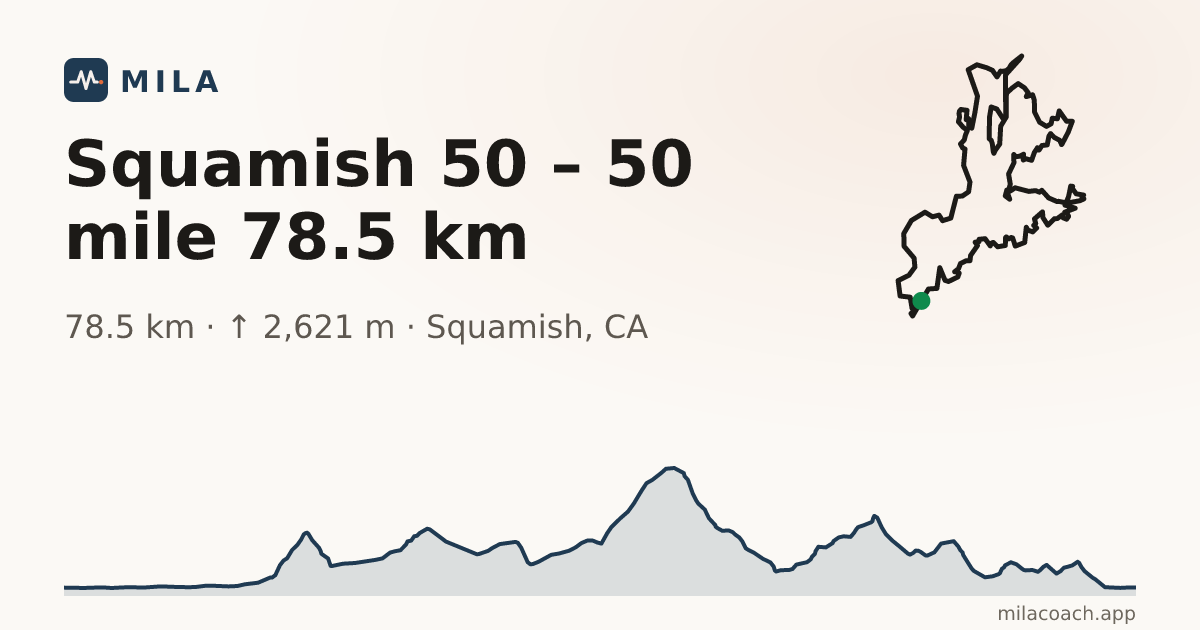 MILA
Squamish 50 – 50
mile 78.5 km
78.5 km · ↑ 2,621 m · Squamish, CA
milacoach.app